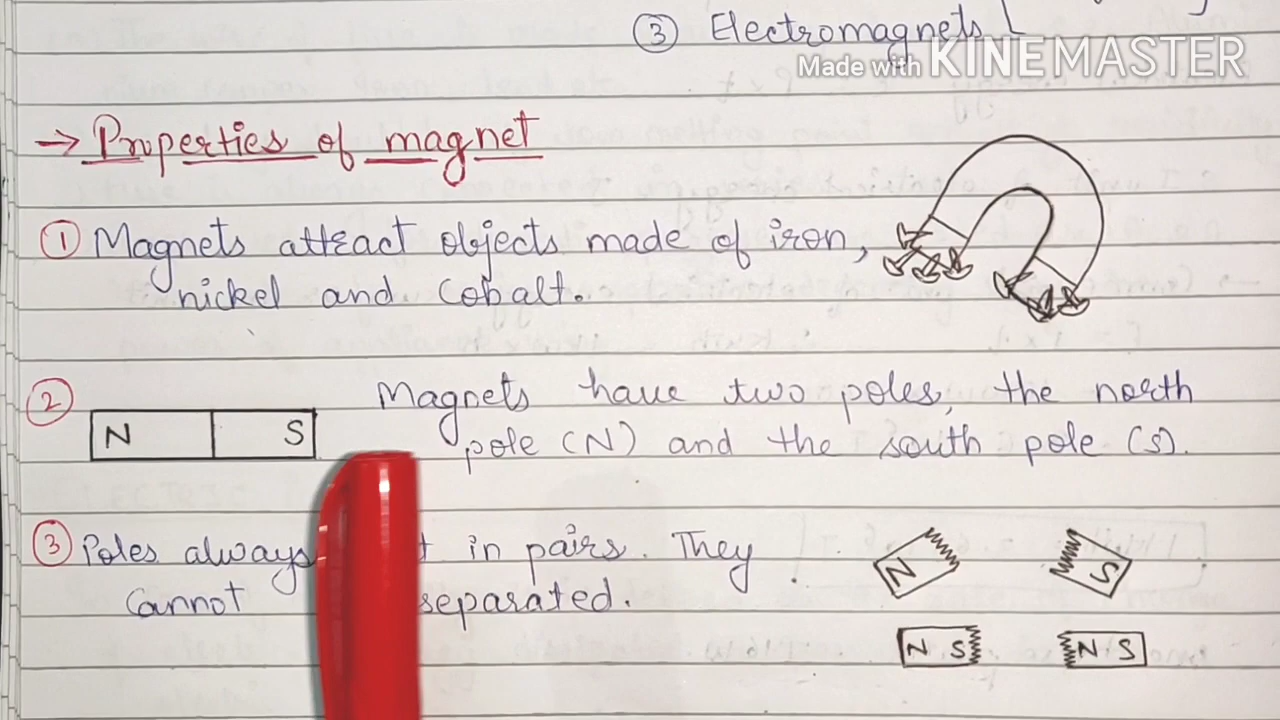 ③ Electromagnets
Made with KINEMASTER
→ Properties of magnet
① Magnets attract objects made of iron,
nickel and Cobalt.
② N S
Magnets have two poles, the north
pole (N) and the south pole (S).
③ Poles always t in pairs. They
Cannot separated.
N S
N S N S